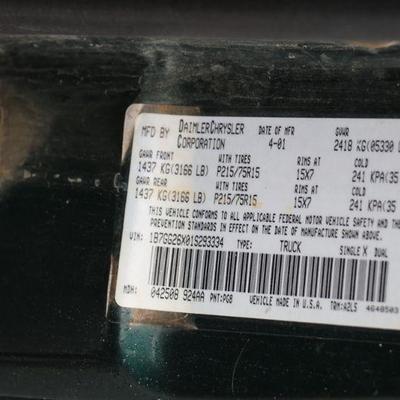 MFD BY DAIMLERCHRYSLER CORPORATION DATE OF MFR 4-01 GVWR 2418 KG(05330 L
GAWR FRONT WITH TIRES RIMS AT COLD
1437 KG(3166 LB) P215/75R15 15X7 241 KPA(35
GAWR REAR WITH TIRES RIMS AT COLD
1437 KG(3166 LB) P215/75R15 15X7 241 KPA(35
THIS VEHICLE CONFORMS TO ALL APPLICABLE FEDERAL MOTOR VEHICLE SAFETY AND THE
PREVENTION STANDARDS IN EFFECT ON THE DATE OF MANUFACTURE SHOWN ABOVE.
VIN: 1B7GG26X01S293334 TYPE: TRUCK SINGLE X DUAL
MDH: 042508 924AA PNT:PGB VEHICLE MADE IN U.S.A. TRM:A2L5 4648503